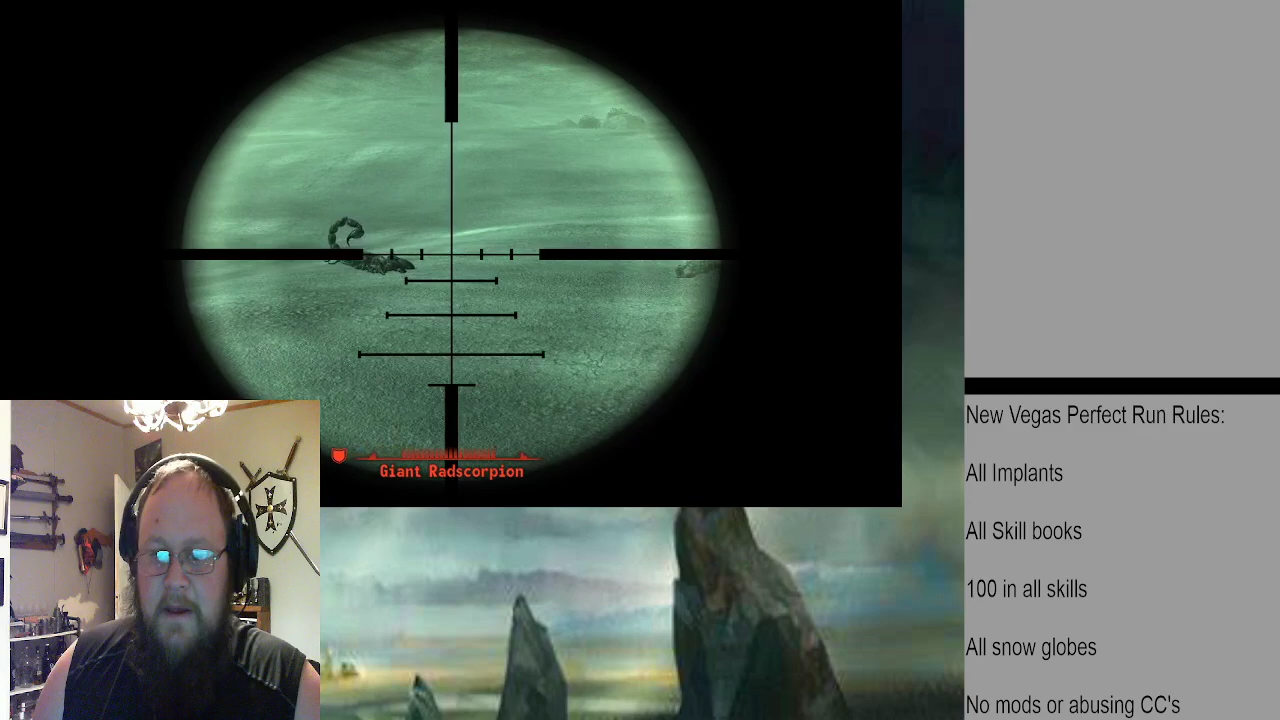 Giant Radscorpion
New Vegas Perfect Run Rules:
All Implants
All Skill books
100 in all skills
All snow globes
No mods or abusing CC's